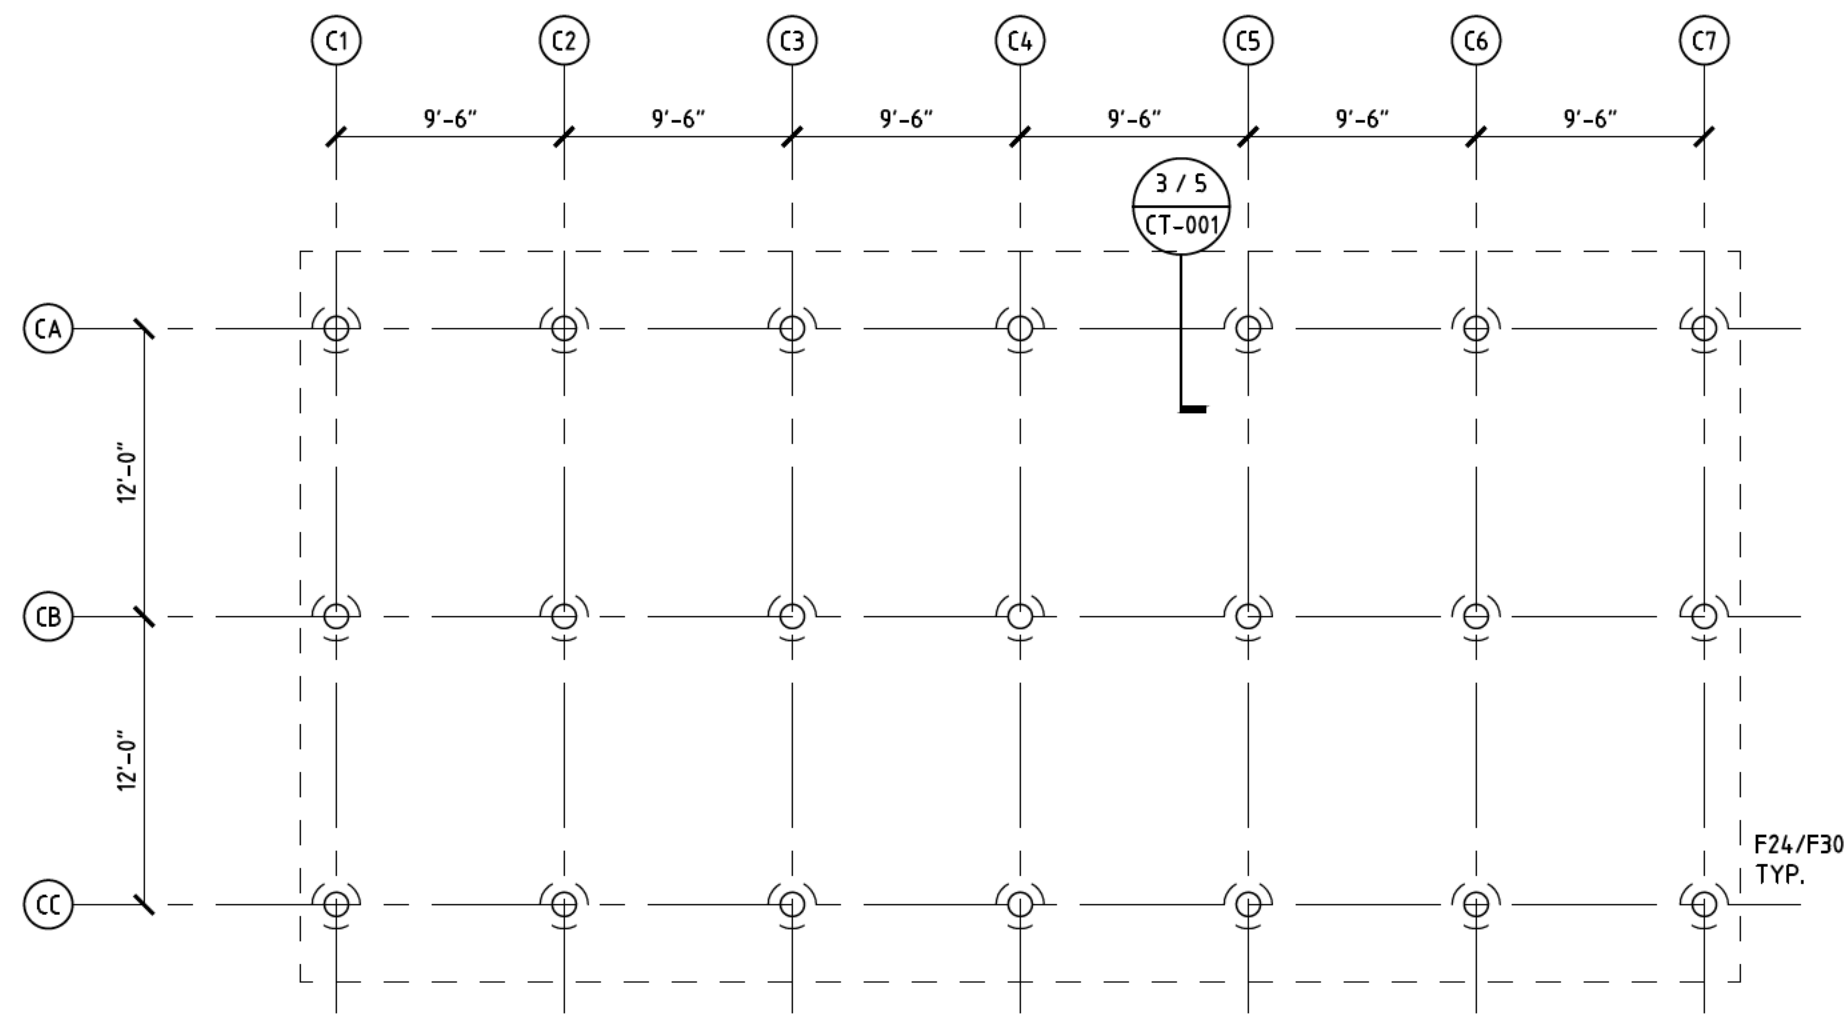 C1
C2
C3
C4
C5
C6
C7
9'-6"
9'-6"
9'-6"
9'-6"
9'-6"
9'-6"
3 / 5
CT-001
CA
12'-0"
CB
12'-0"
F24/F30
TYP.
CC